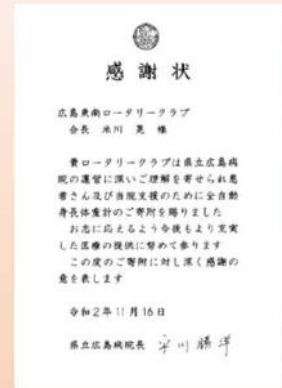 感謝状
広島東南ロータリークラブ
会長 米川 晃 様
貴ロータリークラブは県立広島病
院の運営に深いご理解を寄せられ患
者さん及び当院支援のために全自動
身長体重計のご寄附を賜りました
お志に応えるよう今後もより充実
した医療の提供に努めて参ります
この度のご寄附に対し深く感謝の
意を表します
令和2年11月16日
県立広島病院長 平川勝洋